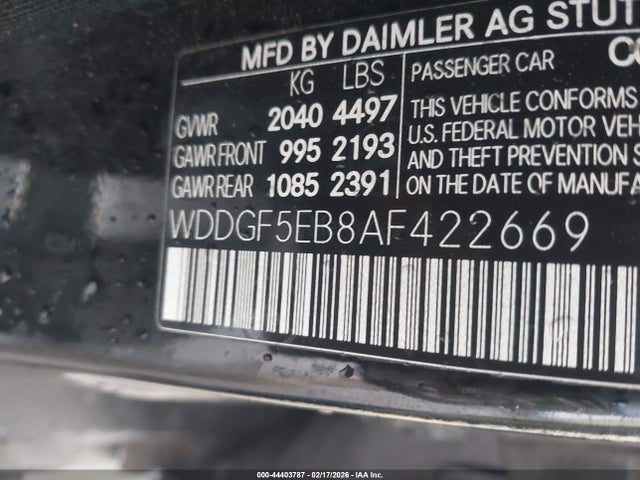 MFD BY DAIMLER AG STUT
KG LBS
GVWR 2040 4497
GAWR FRONT 995 2193
GAWR REAR 1085 2391
PASSENGER CAR
THIS VEHICLE CONFORMS
U.S. FEDERAL MOTOR VEH
AND THEFT PREVENTION S
ON THE DATE OF MANUFA
WDDGF5EB8AF422669
000-44403787 - 02/17/2026 - IAA Inc.